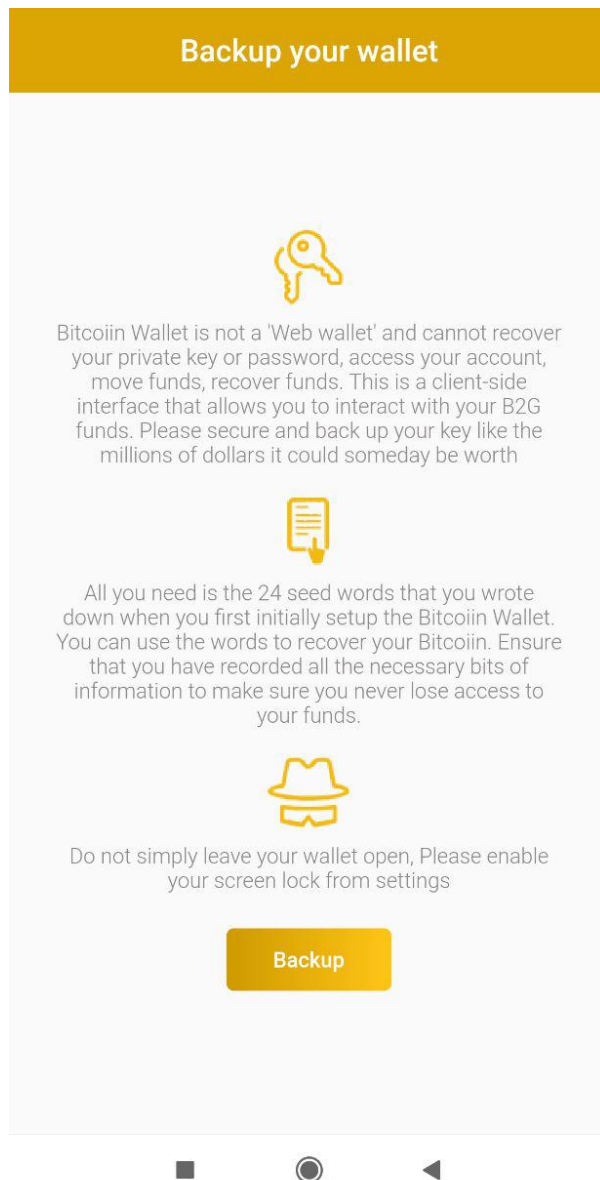 Backup your wallet
Bitcoiin Wallet is not a 'Web wallet' and cannot recover
your private key or password, access your account,
move funds, recover funds. This is a client-side
interface that allows you to interact with your B2G
funds. Please secure and back up your key like the
millions of dollars it could someday be worth
All you need is the 24 seed words that you wrote
down when you first initially setup the Bitcoiin Wallet.
You can use the words to recover your Bitcoiin. Ensure
that you have recorded all the necessary bits of
information to make sure you never lose access to
your funds.
Do not simply leave your wallet open, Please enable
your screen lock from settings
Backup